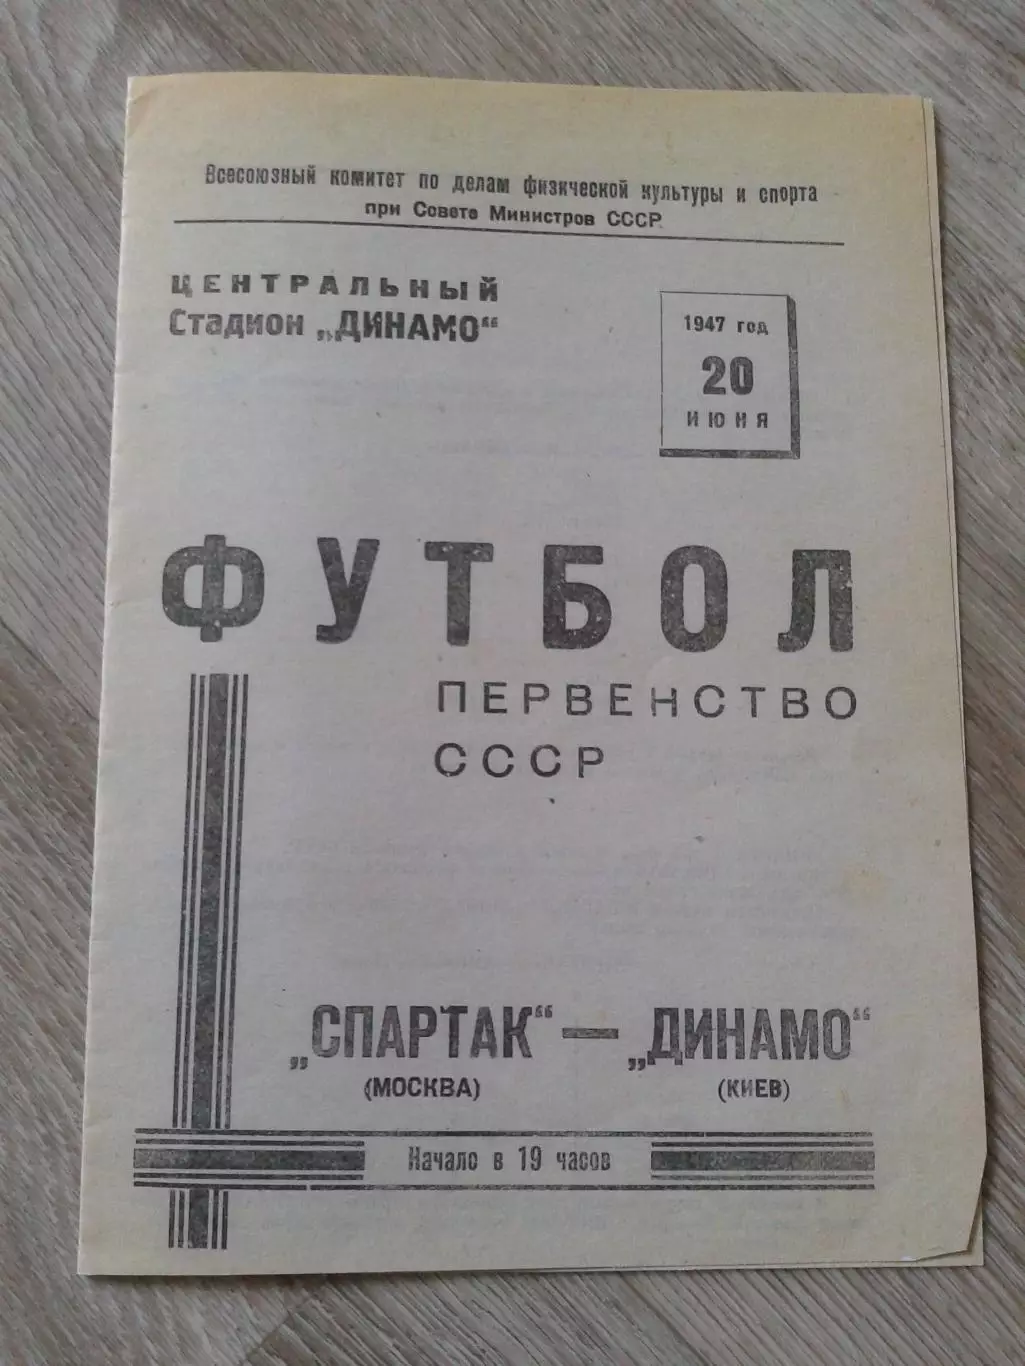 Всесоюзный комитет по делам физической культуры и спорта
при Совете Министров СССР
ЦЕНТРАЛЬНЫЙ
Стадион „ДИНАМО“
1947 год
20
ИЮНЯ
ФУТБОЛ
ПЕРВЕНСТВО
СССР
„СПАРТАК“ — „ДИНАМО“
(МОСКВА) (КИЕВ)
Начало в 19 часов